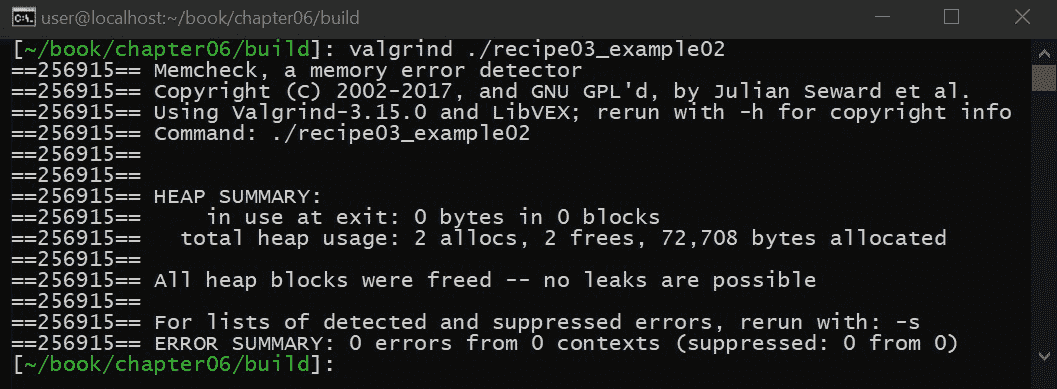 user@localhost:~/book/chapter06/build
[~/book/chapter06/build]: valgrind ./recipe03_example02
==256915== Memcheck, a memory error detector
==256915== Copyright (C) 2002-2017, and GNU GPL'd, by Julian Seward et al.
==256915== Using Valgrind-3.15.0 and LibVEX; rerun with -h for copyright info
==256915== Command: ./recipe03_example02
==256915==
==256915==
==256915== HEAP SUMMARY:
==256915==     in use at exit: 0 bytes in 0 blocks
==256915==   total heap usage: 2 allocs, 2 frees, 72,708 bytes allocated
==256915==
==256915== All heap blocks were freed -- no leaks are possible
==256915==
==256915== For lists of detected and suppressed errors, rerun with: -s
==256915== ERROR SUMMARY: 0 errors from 0 contexts (suppressed: 0 from 0)
[~/book/chapter06/build]: